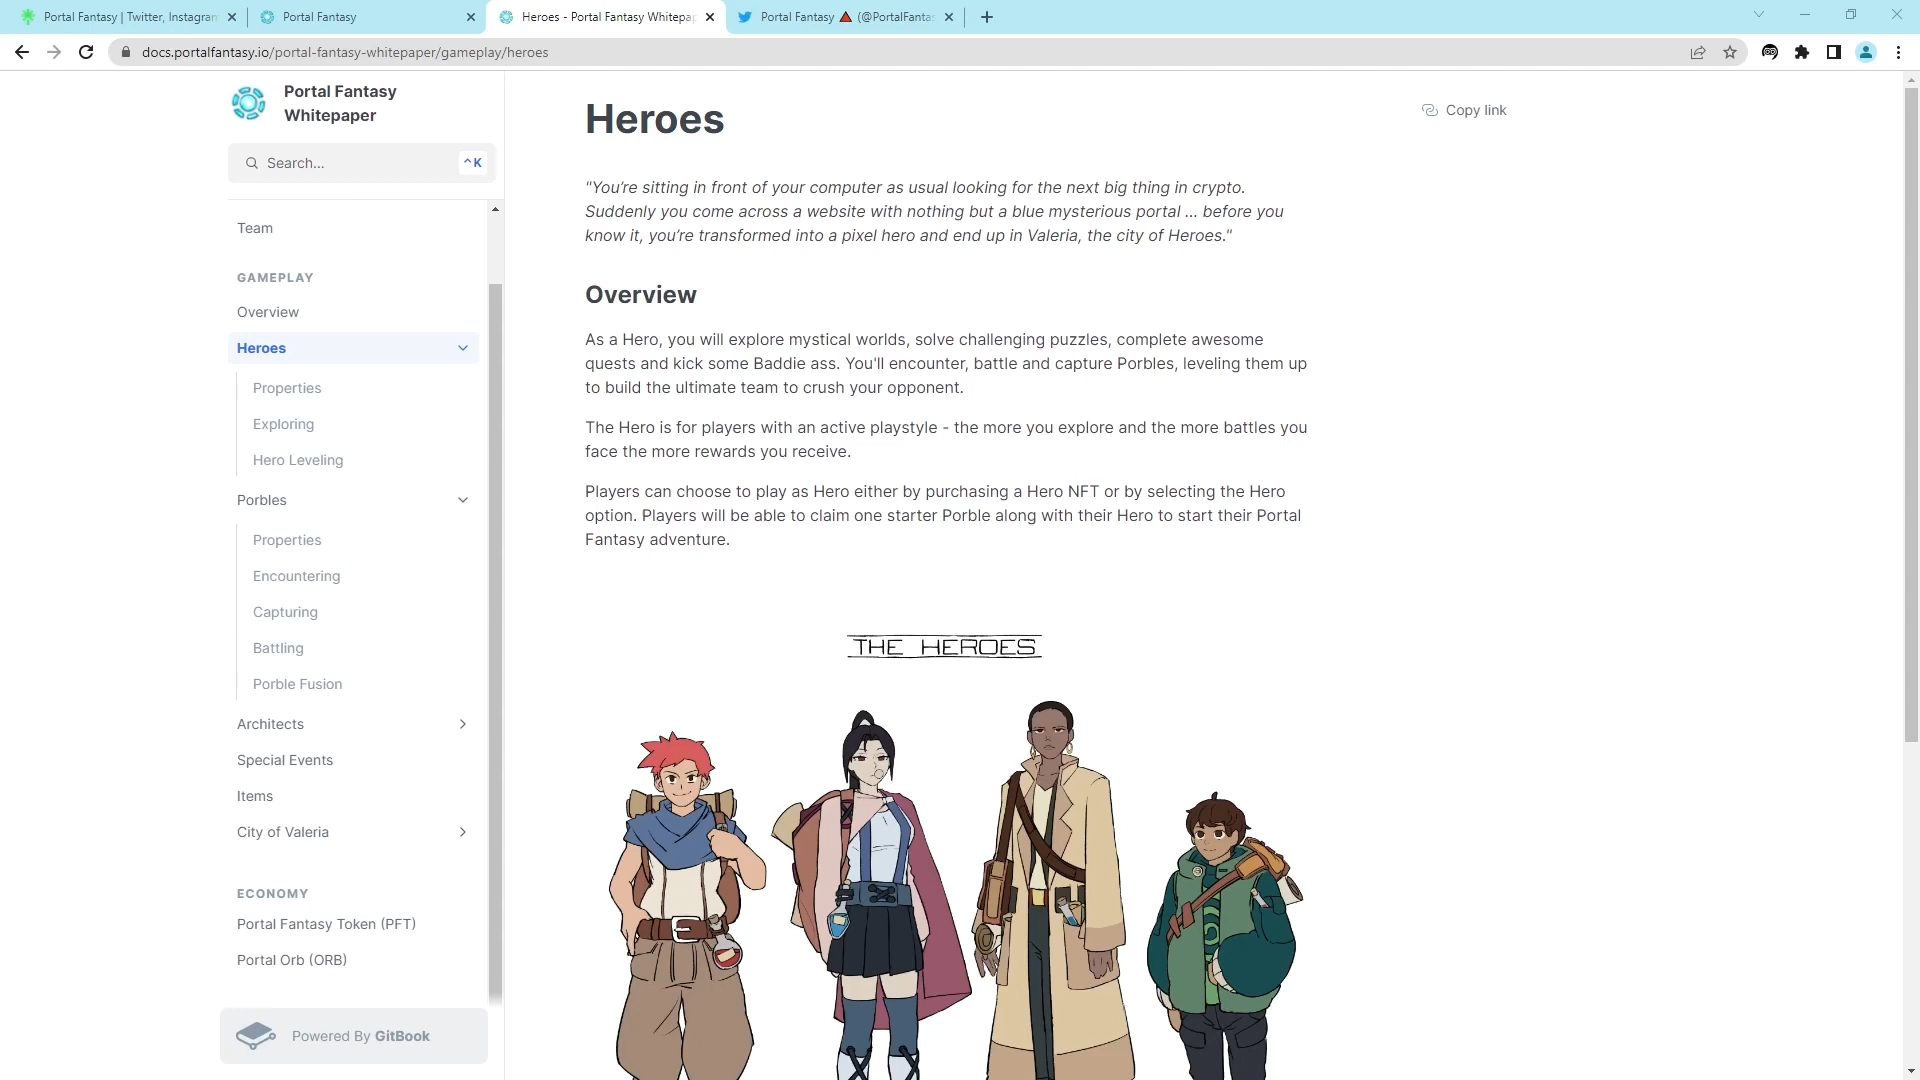 Portal Fantasy | Twitter, Instagran
Portal Fantasy
Heroes - Portal Fantasy Whitepap
Portal Fantasy 🔺 (@PortalFantas
docs.portalfantasy.io/portal-fantasy-whitepaper/gameplay/heroes
Portal Fantasy
Whitepaper
Search...
^K
Team
GAMEPLAY
Overview
Heroes
Properties
Exploring
Hero Leveling
Porbles
Properties
Encountering
Capturing
Battling
Porble Fusion
Architects
Special Events
Items
City of Valeria
ECONOMY
Portal Fantasy Token (PFT)
Portal Orb (ORB)
Powered By GitBook
Heroes
Copy link
"You’re sitting in front of your computer as usual looking for the next big thing in crypto.
Suddenly you come across a website with nothing but a blue mysterious portal ... before you
know it, you’re transformed into a pixel hero and end up in Valeria, the city of Heroes."
Overview
As a Hero, you will explore mystical worlds, solve challenging puzzles, complete awesome
quests and kick some Baddie ass. You'll encounter, battle and capture Porbles, leveling them up
to build the ultimate team to crush your opponent.
The Hero is for players with an active playstyle - the more you explore and the more battles you
face the more rewards you receive.
Players can choose to play as Hero either by purchasing a Hero NFT or by selecting the Hero
option. Players will be able to claim one starter Porble along with their Hero to start their Portal
Fantasy adventure.
THE HEROES